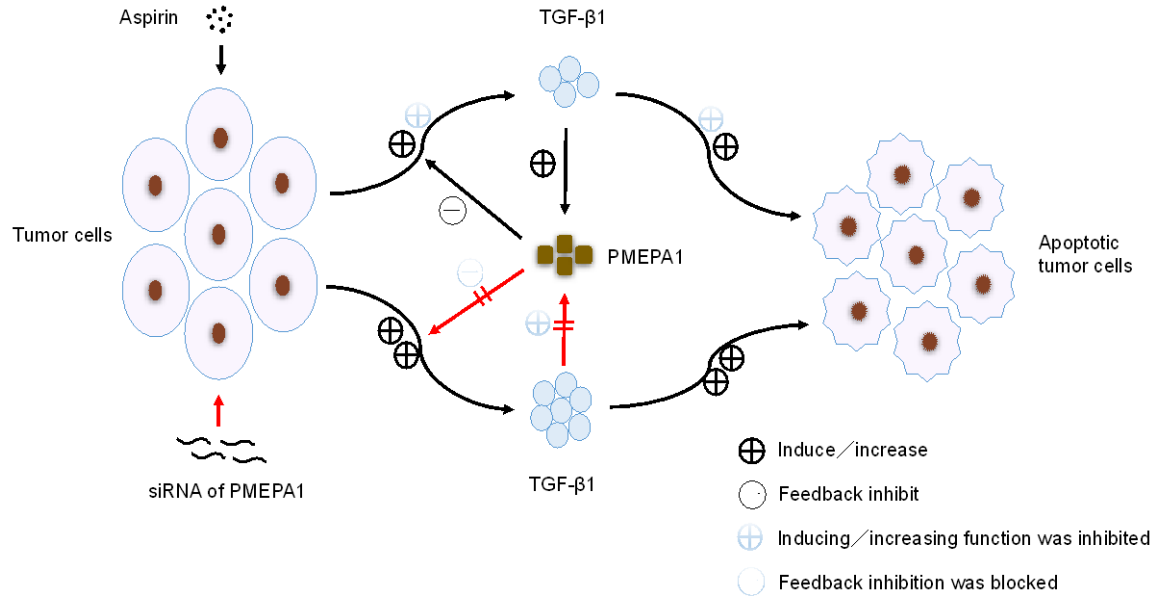 Aspirin
TGF-β1
Tumor cells
PMEPA1
Apoptotic
tumor cells
siRNA of PMEPA1
TGF-β1
Induce／increase
Feedback inhibit
Inducing／increasing function was inhibited
Feedback inhibition was blocked